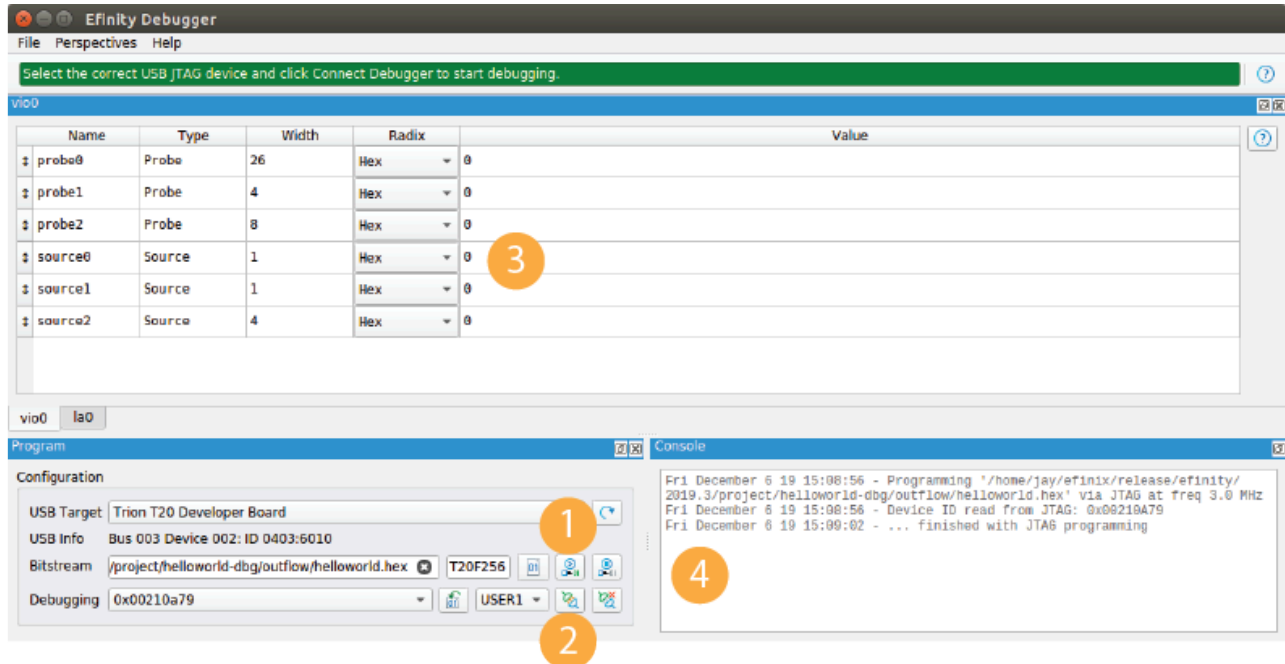 Efinity Debugger
File Perspectives Help
Select the correct USB JTAG device and click Connect Debugger to start debugging.
vio0
Name Type Width Radix Value
probe0 Probe 26 Hex 0
probe1 Probe 4 Hex 0
probe2 Probe 8 Hex 0
source0 Source 1 Hex 0
3
source1 Source 1 Hex 0
source2 Source 4 Hex 0
vio0 la0
Program
Configuration
USB Target Trion T20 Developer Board
1
USB Info Bus 003 Device 002: ID 0403:6010
Bitstream /project/helloworld-dbg/outflow/helloworld.hex T20F256
Debugging 0x00210a79 USER1
2
Console
Fri December 6 19 15:08:56 - Programming '/home/jay/efinix/release/efinity/
2019.3/project/helloworld-dbg/outflow/helloworld.hex' via JTAG at freq 3.0 MHz
Fri December 6 19 15:08:56 - Device ID read from JTAG: 0x00210A79
Fri December 6 19 15:09:02 - ... finished with JTAG programming
4